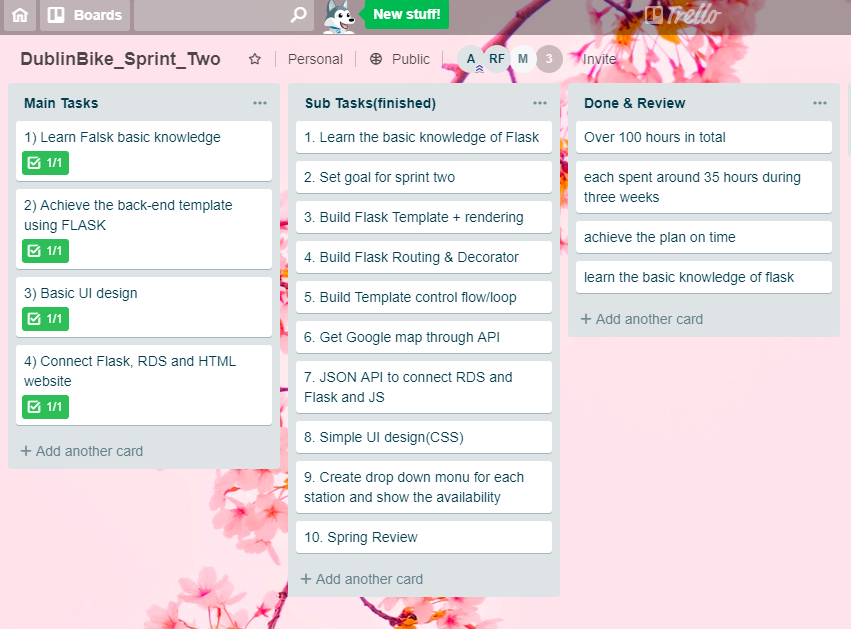 Boards
New stuff!
Trello
DublinBike_Sprint_Two
Personal
Public
A
RF
M
3
Invite
Main Tasks
1) Learn Falsk basic knowledge
1/1
2) Achieve the back-end template
using FLASK
1/1
3) Basic UI design
1/1
4) Connect Flask, RDS and HTML
website
1/1
+ Add another card
Sub Tasks(finished)
1. Learn the basic knowledge of Flask
2. Set goal for sprint two
3. Build Flask Template + rendering
4. Build Flask Routing & Decorator
5. Build Template control flow/loop
6. Get Google map through API
7. JSON API to connect RDS and
Flask and JS
8. Simple UI design(CSS)
9. Create drop down monu for each
station and show the availability
10. Spring Review
+ Add another card
Done & Review
Over 100 hours in total
each spent around 35 hours during
three weeks
achieve the plan on time
learn the basic knowledge of flask
+ Add another card